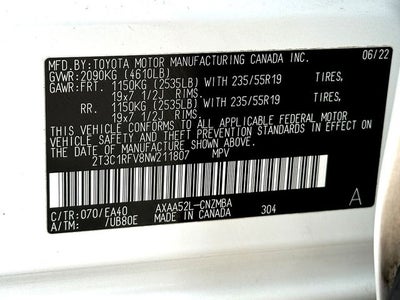 MFD.BY:TOYOTA MOTOR MANUFACTURING CANADA INC.
GVWR:2090KG (4610LB) 06/22
GAWR:FRT. 1150KG (2535LB) WITH 235/55R19 TIRES,
19x7 1/2J RIMS,
RR. 1150KG (2535LB) WITH 235/55R19 TIRES,
19x7 1/2J RIMS,
THIS VEHICLE CONFORMS TO ALL APPLICABLE FEDERAL MOTOR
VEHICLE SAFETY AND THEFT PREVENTION STANDARDS IN EFFECT
ON THE DATE OF MANUFACTURE SHOWN ABOVE.
2T3C1RFV8NW211807 MPV
C/TR:070/EA40 AXAA52L-CNZMBA
A/TM: /UB80E MADE IN CANADA 304 A